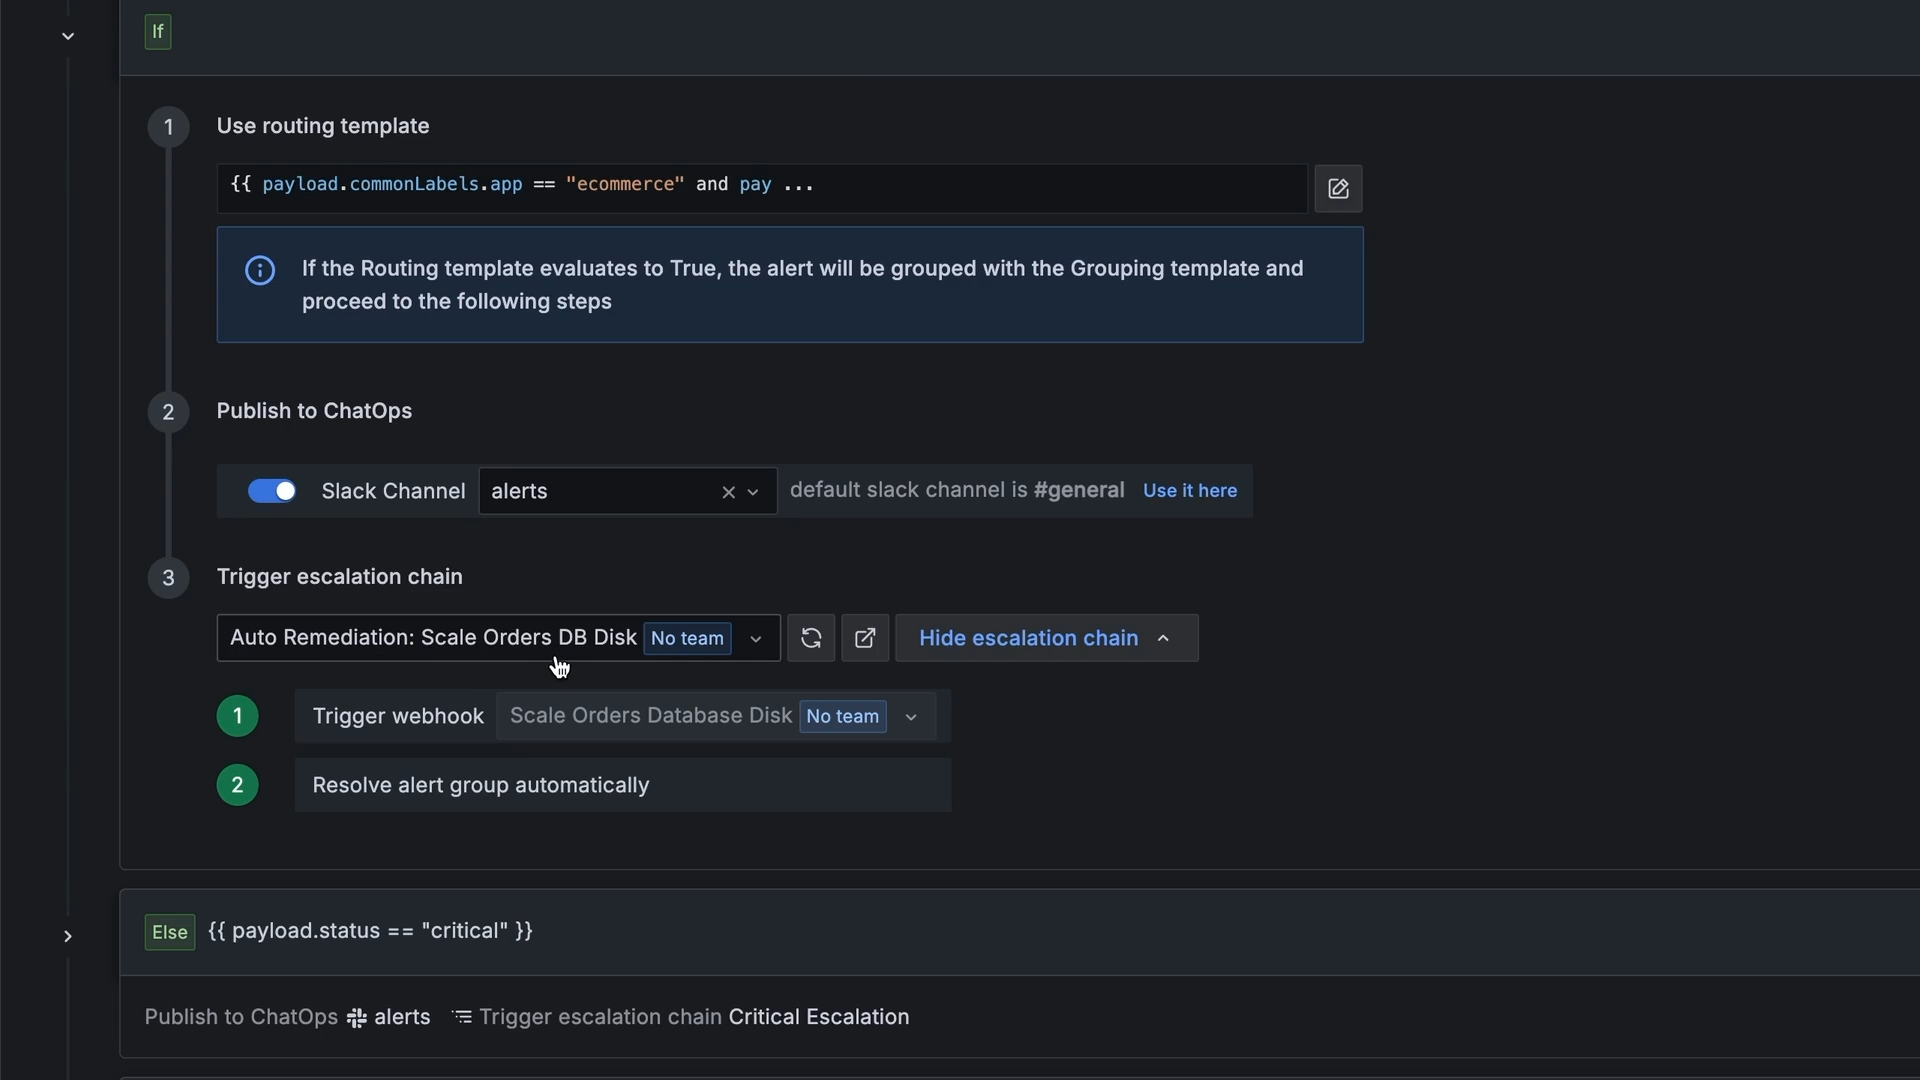 If
1 Use routing template
{{ payload.commonLabels.app == "ecommerce" and pay ...
If the Routing template evaluates to True, the alert will be grouped with the Grouping template and
proceed to the following steps
2 Publish to ChatOps
Slack Channel alerts default slack channel is #general Use it here
3 Trigger escalation chain
Auto Remediation: Scale Orders DB Disk No team Hide escalation chain
1 Trigger webhook Scale Orders Database Disk No team
2 Resolve alert group automatically
Else {{ payload.status == "critical" }}
Publish to ChatOps alerts Trigger escalation chain Critical Escalation